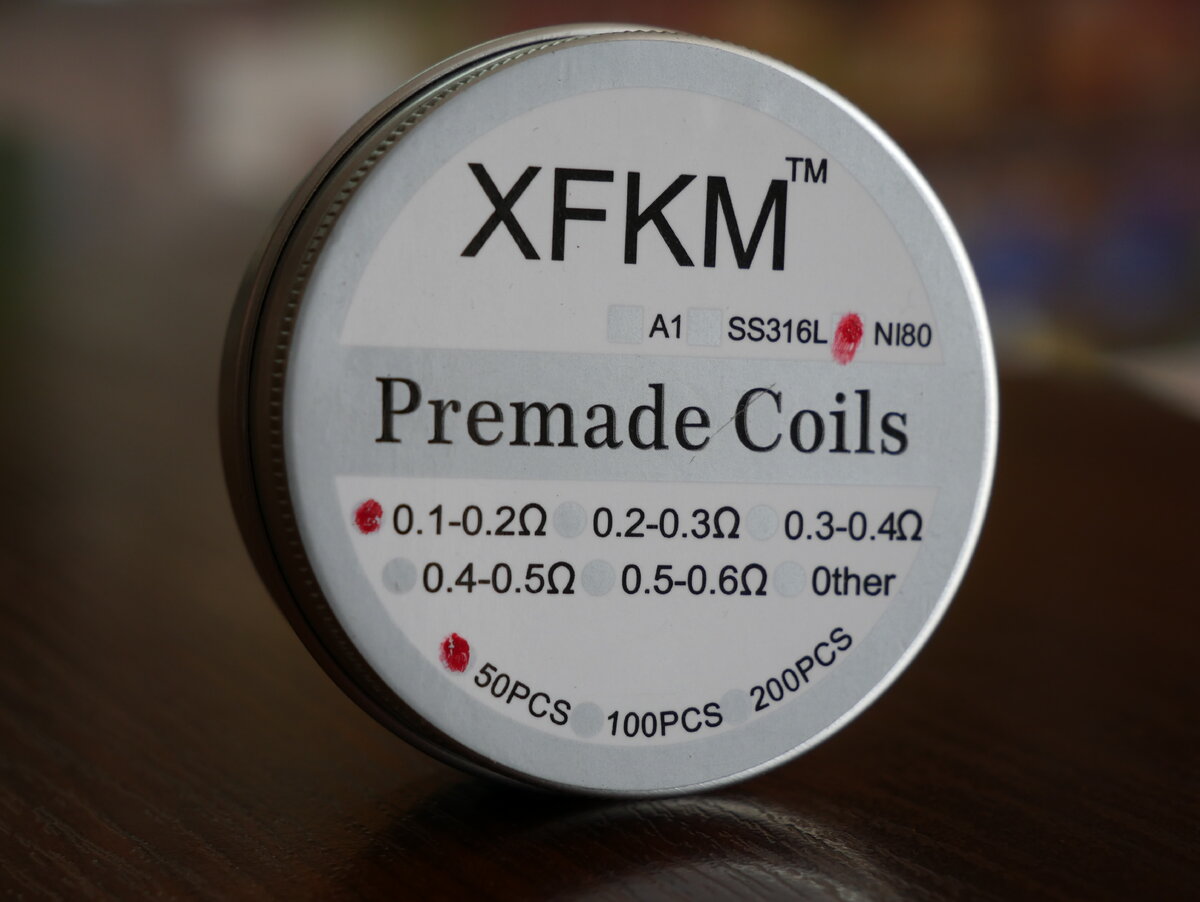 XFKM™
A1 SS316L NI80
Premade Coils
0.1-0.2Ω 0.2-0.3Ω 0.3-0.4Ω
0.4-0.5Ω 0.5-0.6Ω 0ther
50PCS 100PCS 200PCS